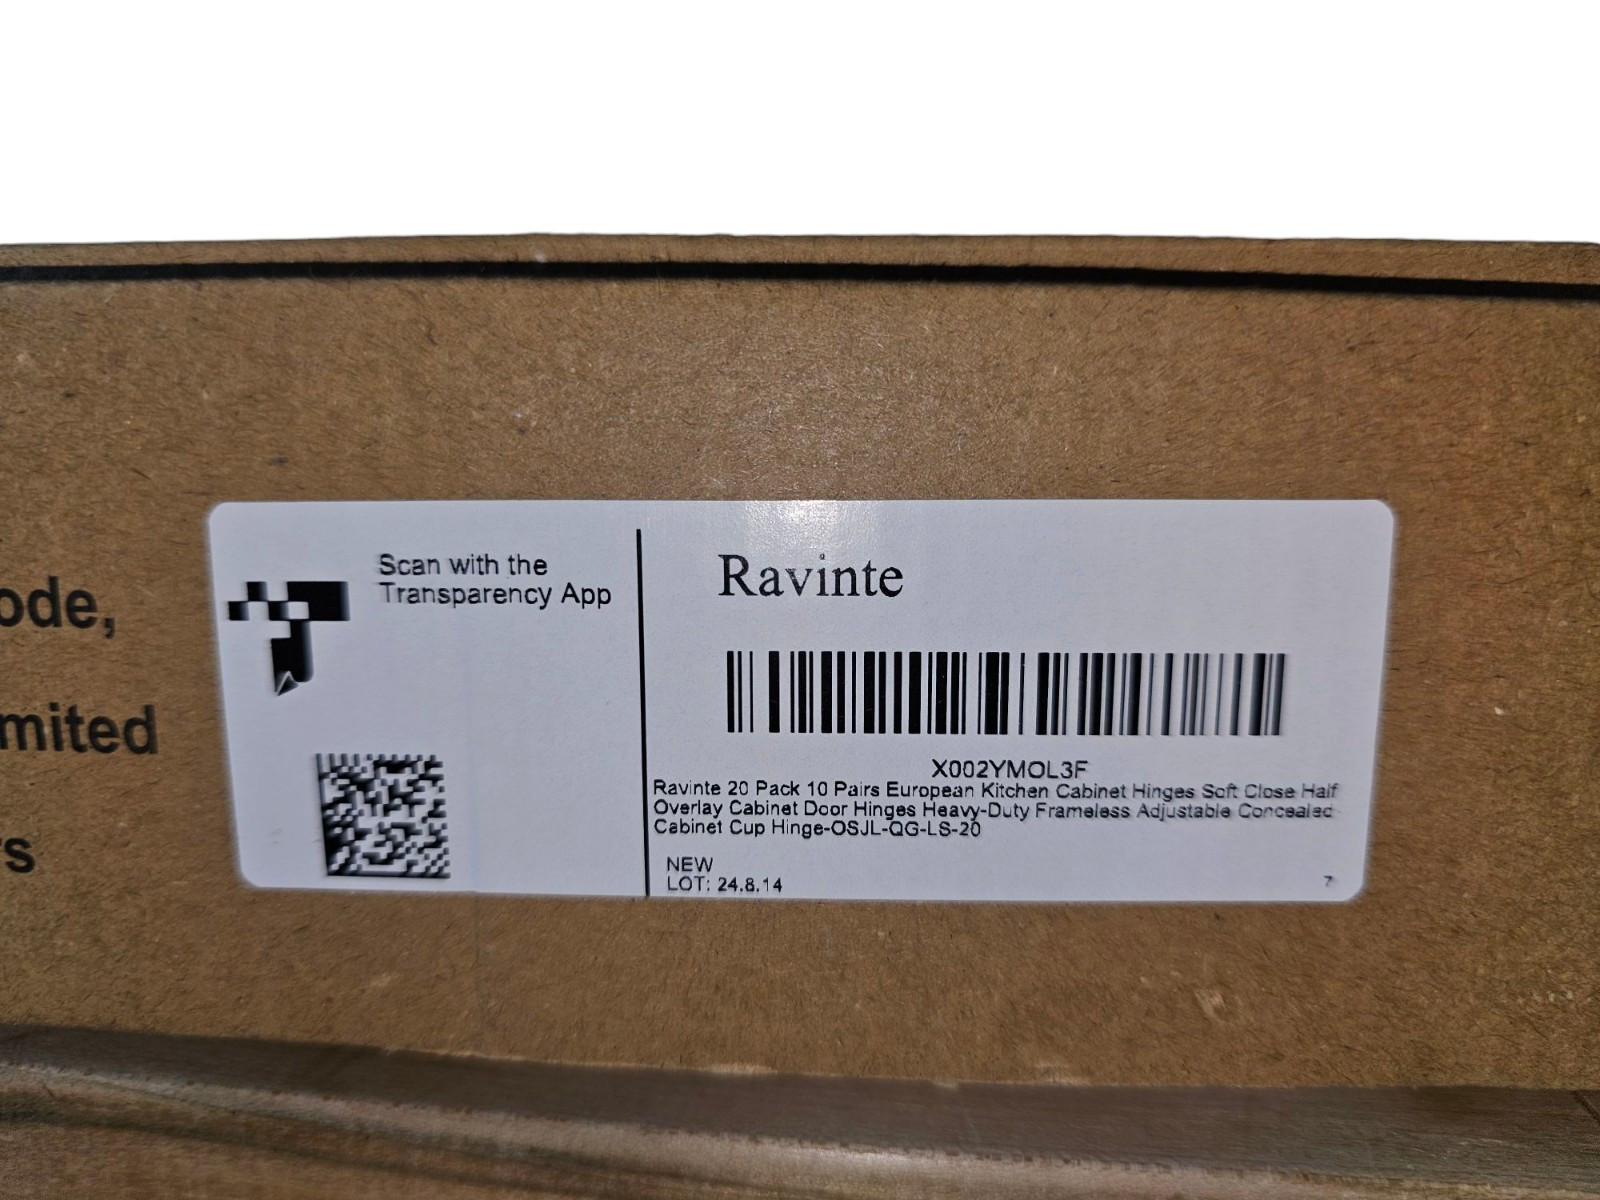 ode,
mited
rs
Scan with the
Transparency App
Ravinte
X002YMOL3F
Ravinte 20 Pack 10 Pairs European Kitchen Cabinet Hinges Soft Close Half
Overlay Cabinet Door Hinges Heavy-Duty Frameless Adjustable Concealed
Cabinet Cup Hinge-OSJL-QG-LS-20
NEW
LOT: 24.8.14
7